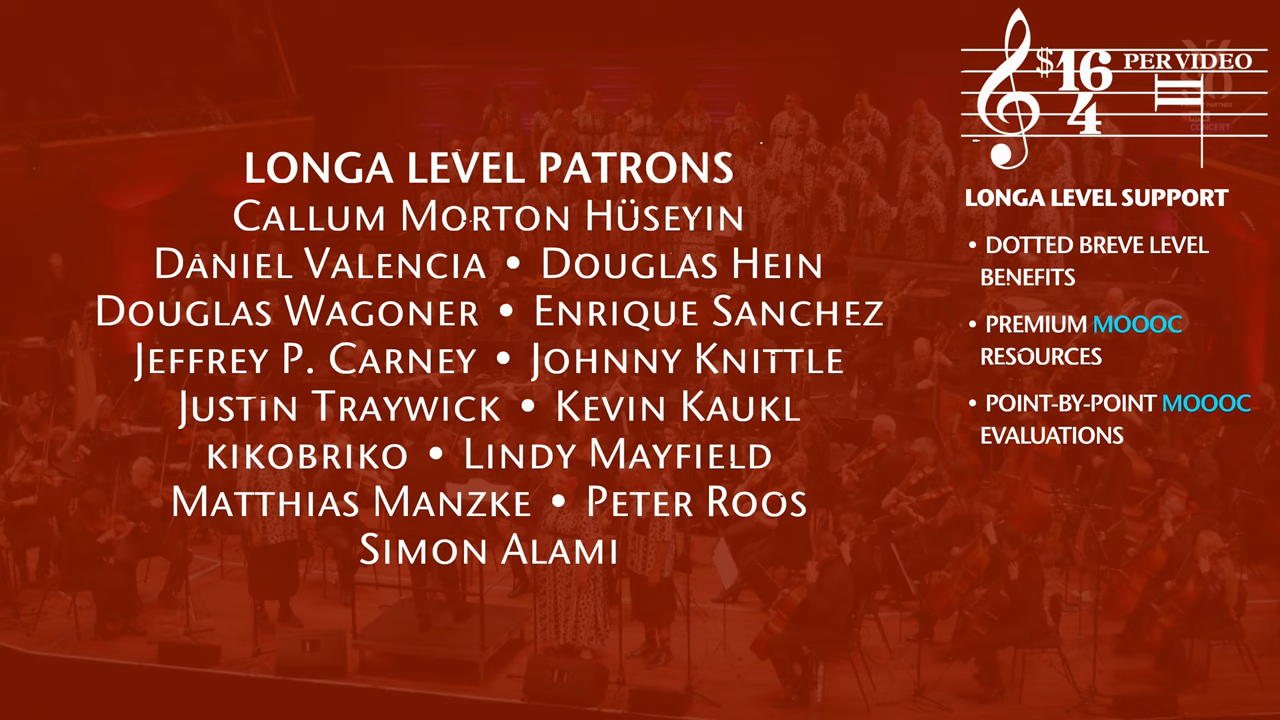 LONGA LEVEL PATRONS
CALLUM MORTON HÜSEYIN
DANIEL VALENCIA • DOUGLAS HEIN
DOUGLAS WAGONER • ENRIQUE SANCHEZ
JEFFREY P. CARNEY • JOHNNY KNITTLE
JUSTIN TRAYWICK • KEVIN KAUKL
KIKOBRIKO • LINDY MAYFIELD
MATTHIAS MANZKE • PETER ROOS
SIMON ALAMI
$16 PER VIDEO
4
LONGA LEVEL SUPPORT
• DOTTED BREVE LEVEL
BENEFITS
• PREMIUM MOOOC
RESOURCES
• POINT-BY-POINT MOOOC
EVALUATIONS